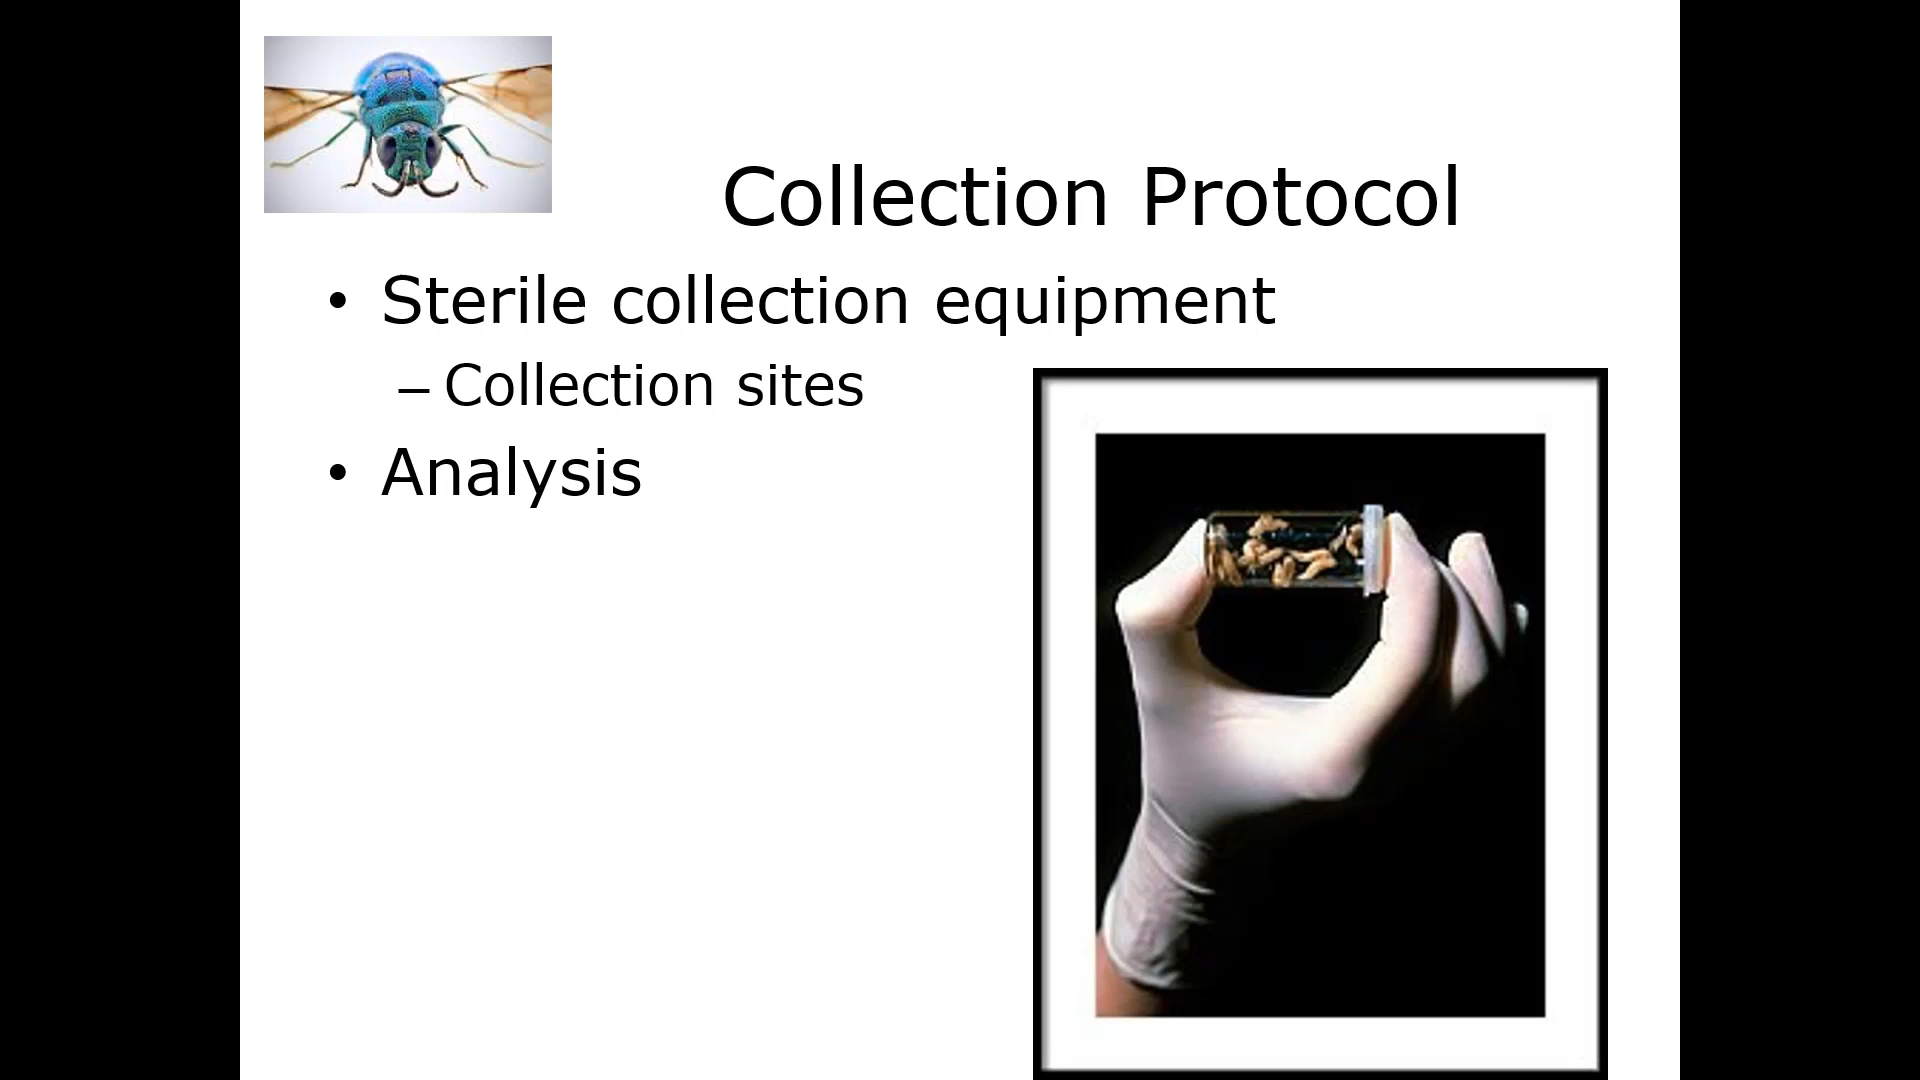 Collection Protocol
• Sterile collection equipment
– Collection sites
• Analysis